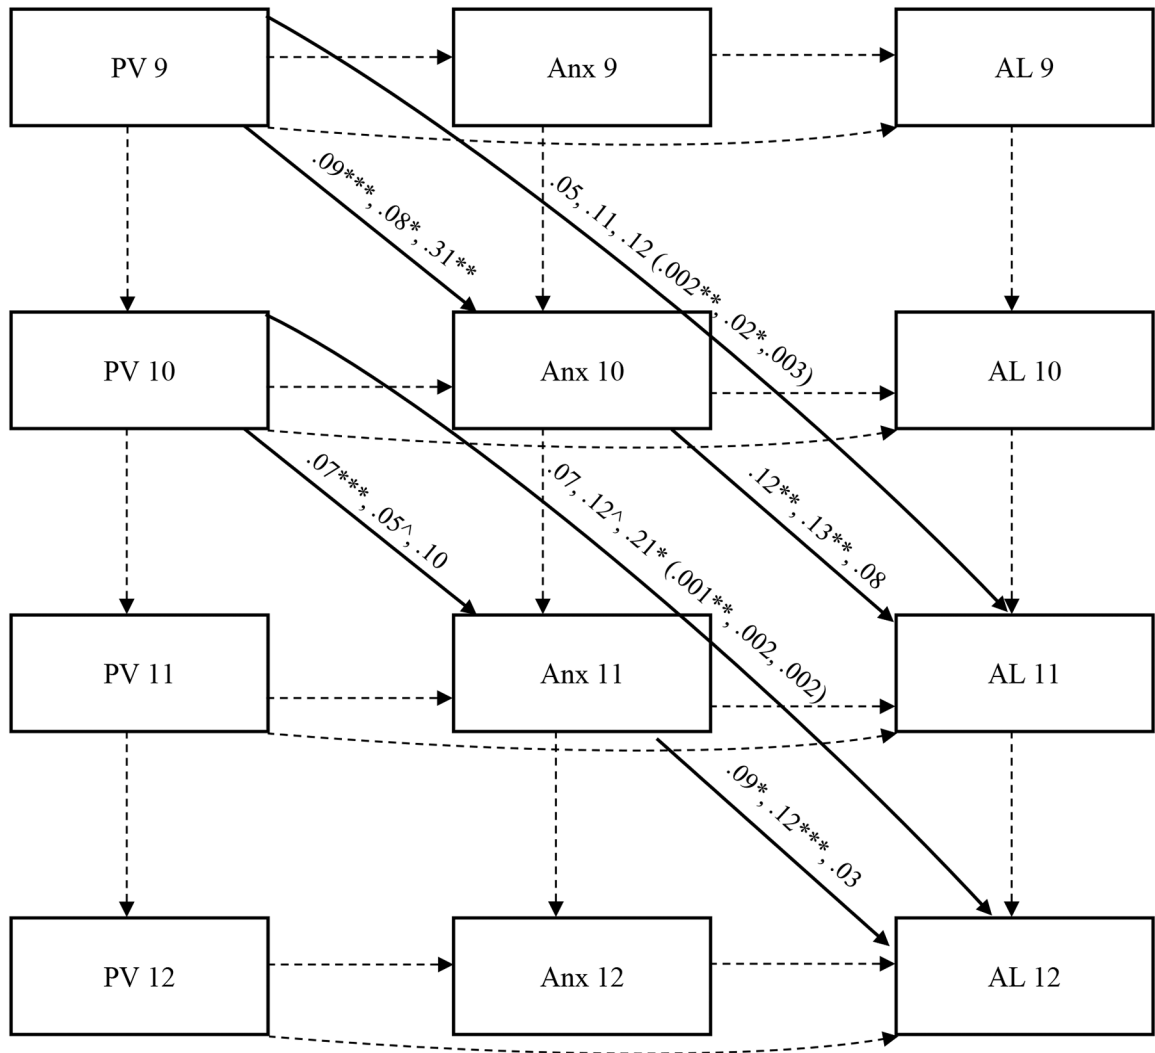 PV 9
Anx 9
AL 9
.09***, .08*, .31**
.05, .11, .12 (.002**, .02*,.003)
PV 10
Anx 10
AL 10
.07***, .05^, .10
.07, .12^, .21* (.001**, .002, .002)
.12**, .13**, .08
PV 11
Anx 11
AL 11
.09*, .12***, .03
PV 12
Anx 12
AL 12